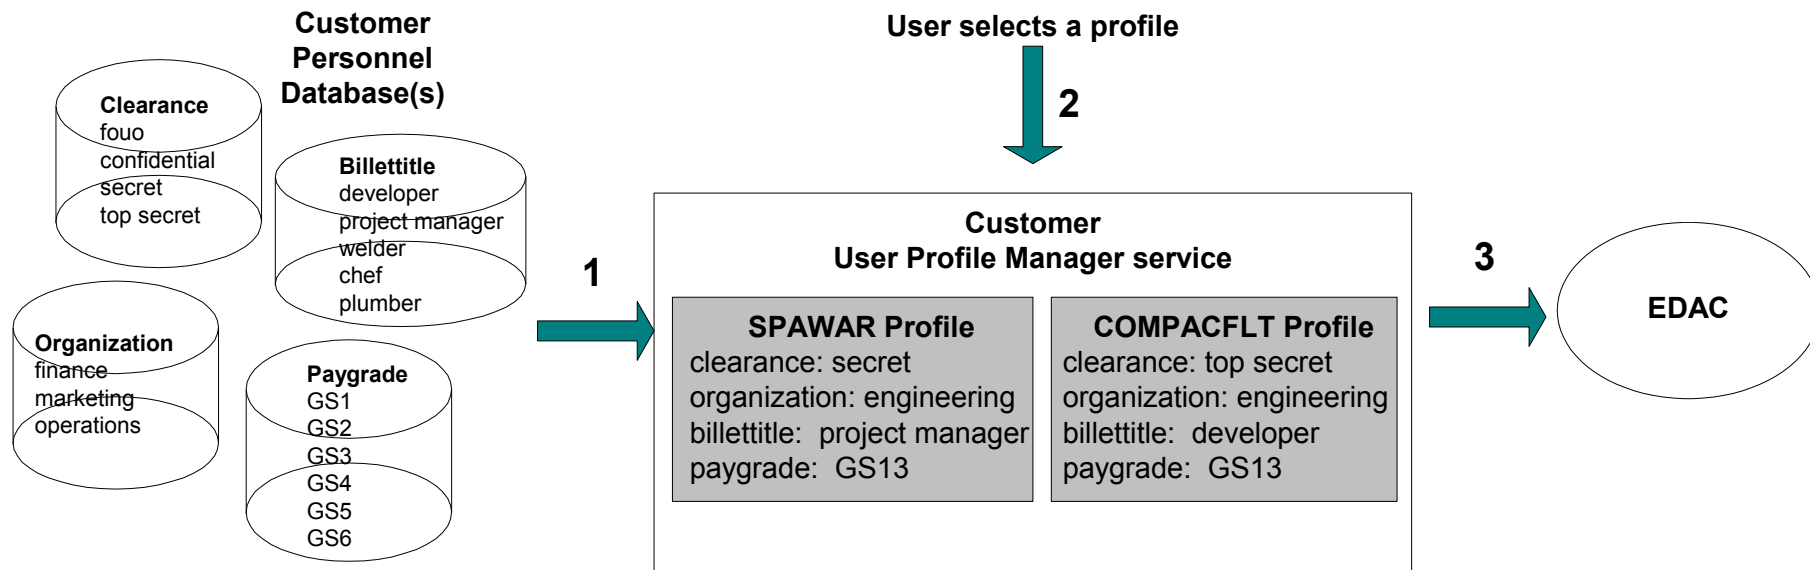 Customer
Personnel
Database(s)
Clearance
fouo
confidential
secret
top secret
Billettitle
developer
project manager
welder
chef
plumber
Organization
finance
marketing
operations
Paygrade
GS1
GS2
GS3
GS4
GS5
GS6
1
User selects a profile
2
Customer
User Profile Manager service
SPAWAR Profile
clearance: secret
organization: engineering
billettitle: project manager
paygrade: GS13
COMPACFLT Profile
clearance: top secret
organization: engineering
billettitle: developer
paygrade: GS13
3
EDAC